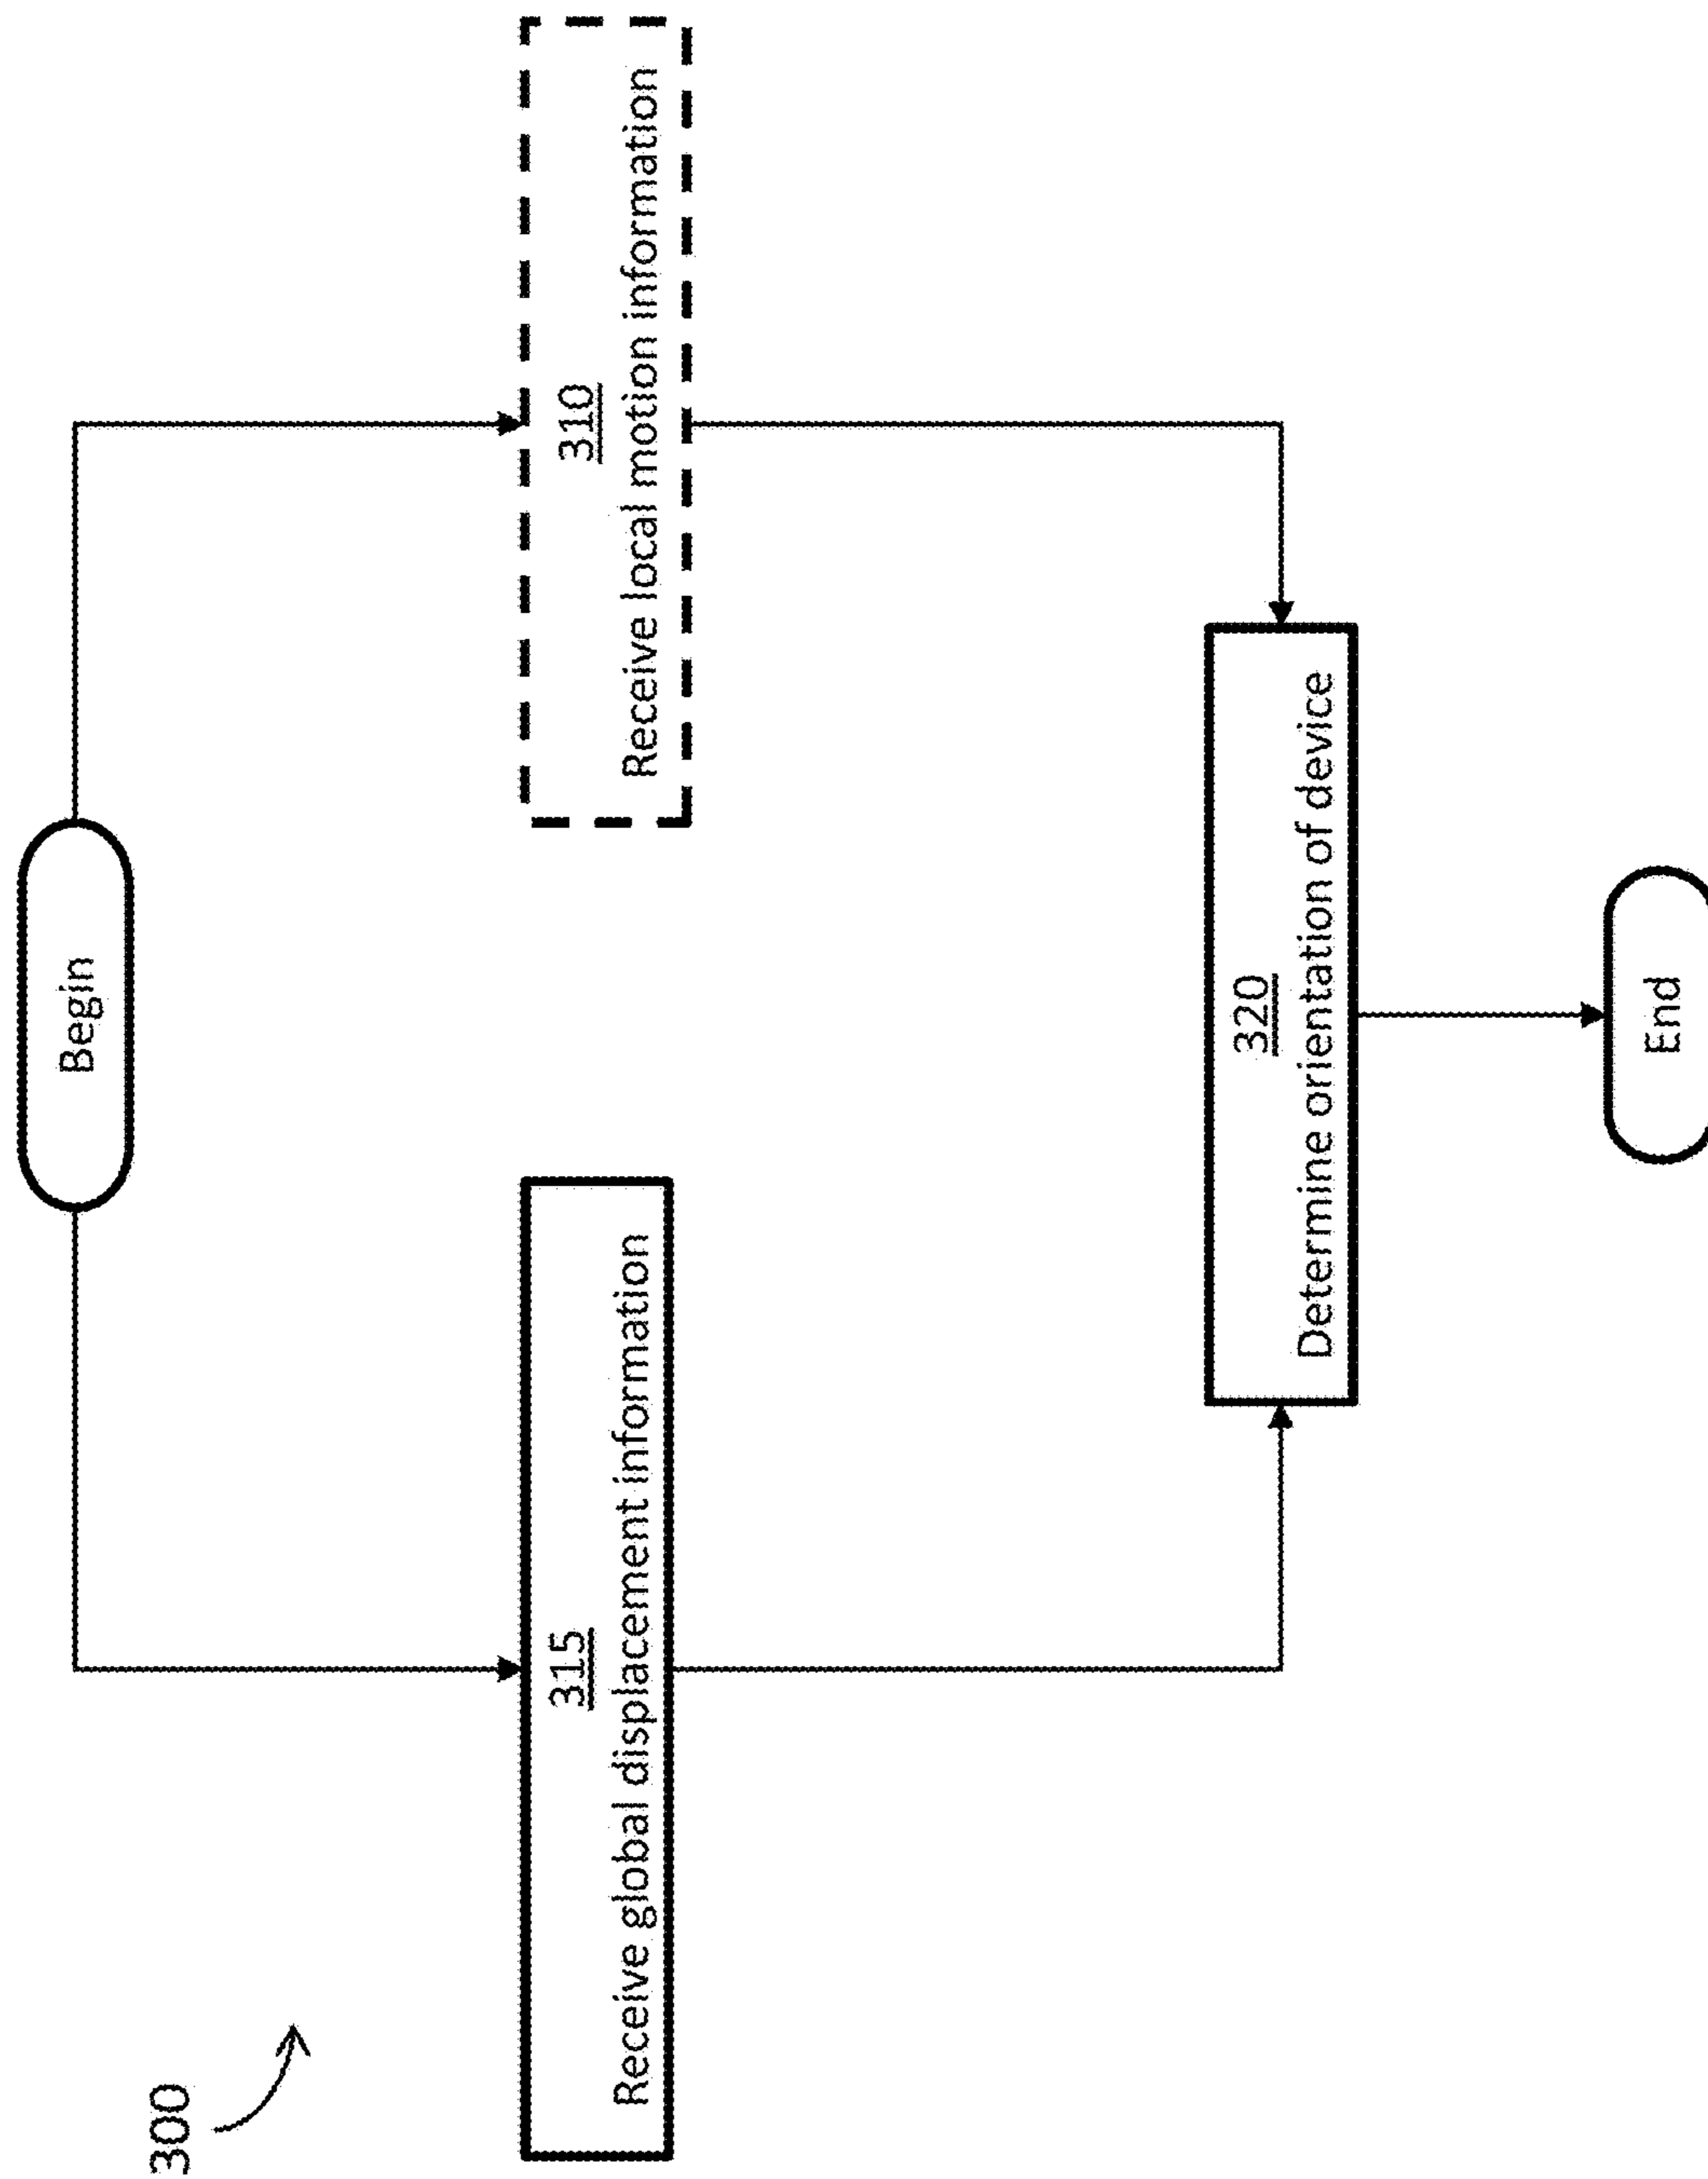 300
Begin
315
Receive global displacement information
310
Receive local motion information
320
Determine orientation of device
End